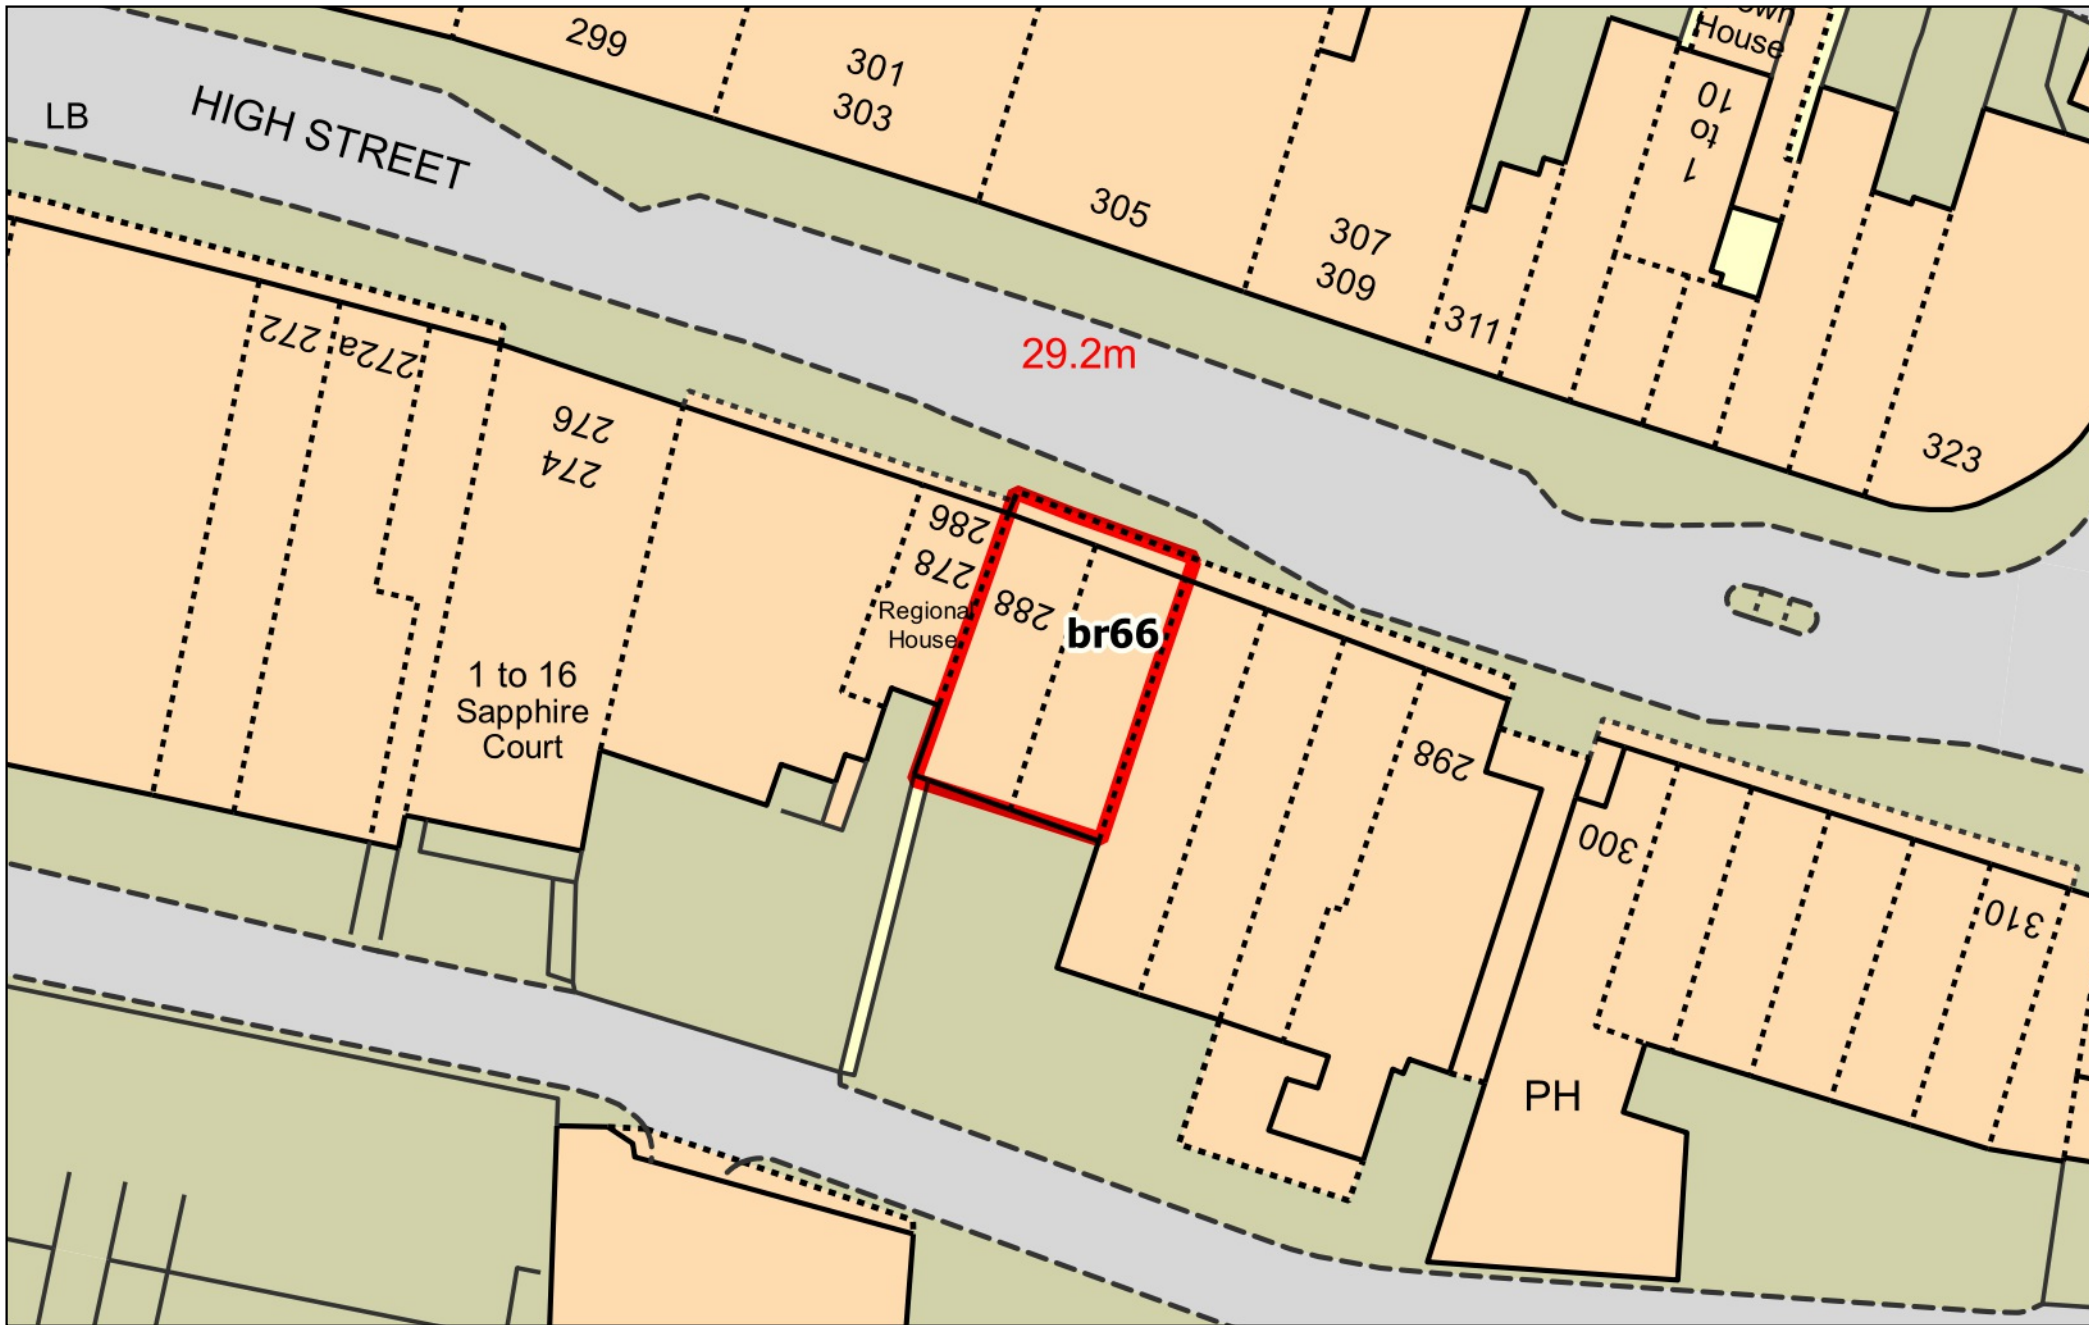 299
301
303
own
House
10
to
1
LB
HIGH STREET
305
307
309
311
29.2m
323
272
272a
276
274
286
278
Regional
House
288
br66
1 to 16
Sapphire
Court
298
300
310
PH